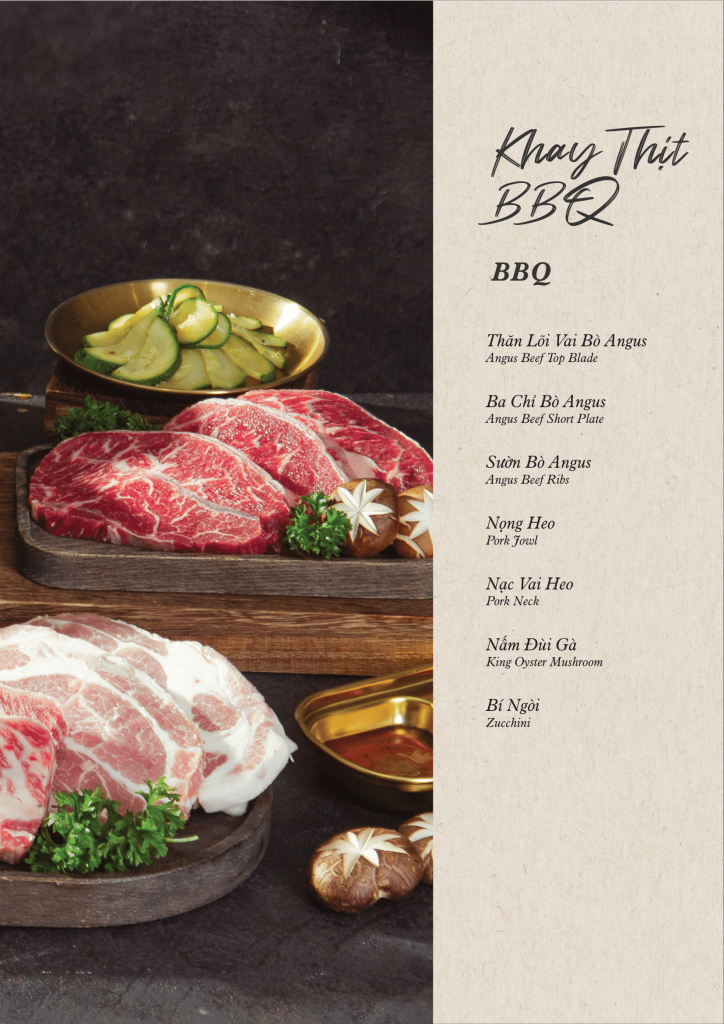 Khay Thịt
BBQ
BBQ
Thăn Lõi Vai Bò Angus
Angus Beef Top Blade
Ba Chỉ Bò Angus
Angus Beef Short Plate
Sườn Bò Angus
Angus Beef Ribs
Nọng Heo
Pork Jowl
Nạc Vai Heo
Pork Neck
Nấm Đùi Gà
King Oyster Mushroom
Bí Ngòi
Zucchini